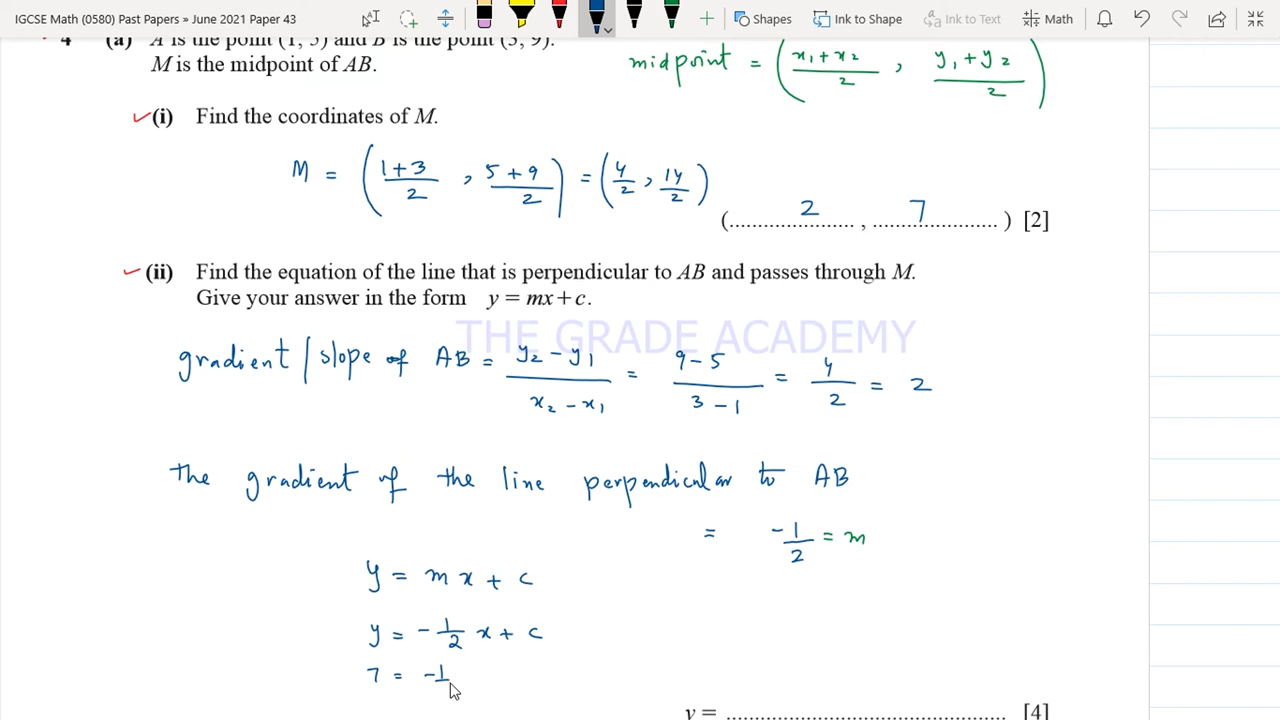 IGCSE Math (0580) Past Papers » June 2021 Paper 43
Shapes Ink to Shape Ink to Text Math
4 (a) A is the point (1, 5) and B is the point (3, 9).
M is the midpoint of AB.
midpoint = (x₁+x₂/2 , y₁+y₂/2)
(i) Find the coordinates of M.
M = (1+3/2 , 5+9/2) = (4/2 , 14/2)
(........ 2 ........ , ........ 7 ........) [2]
(ii) Find the equation of the line that is perpendicular to AB and passes through M.
Give your answer in the form y = mx + c.
THE GRADE ACADEMY
gradient / slope of AB = y₂-y₁/x₂-x₁ = 9-5/3-1 = 4/2 = 2
The gradient of the line perpendicular to AB
= -1/2 = m
y = mx + c
y = -1/2 x + c
7 = -1
y = ................................................ [4]